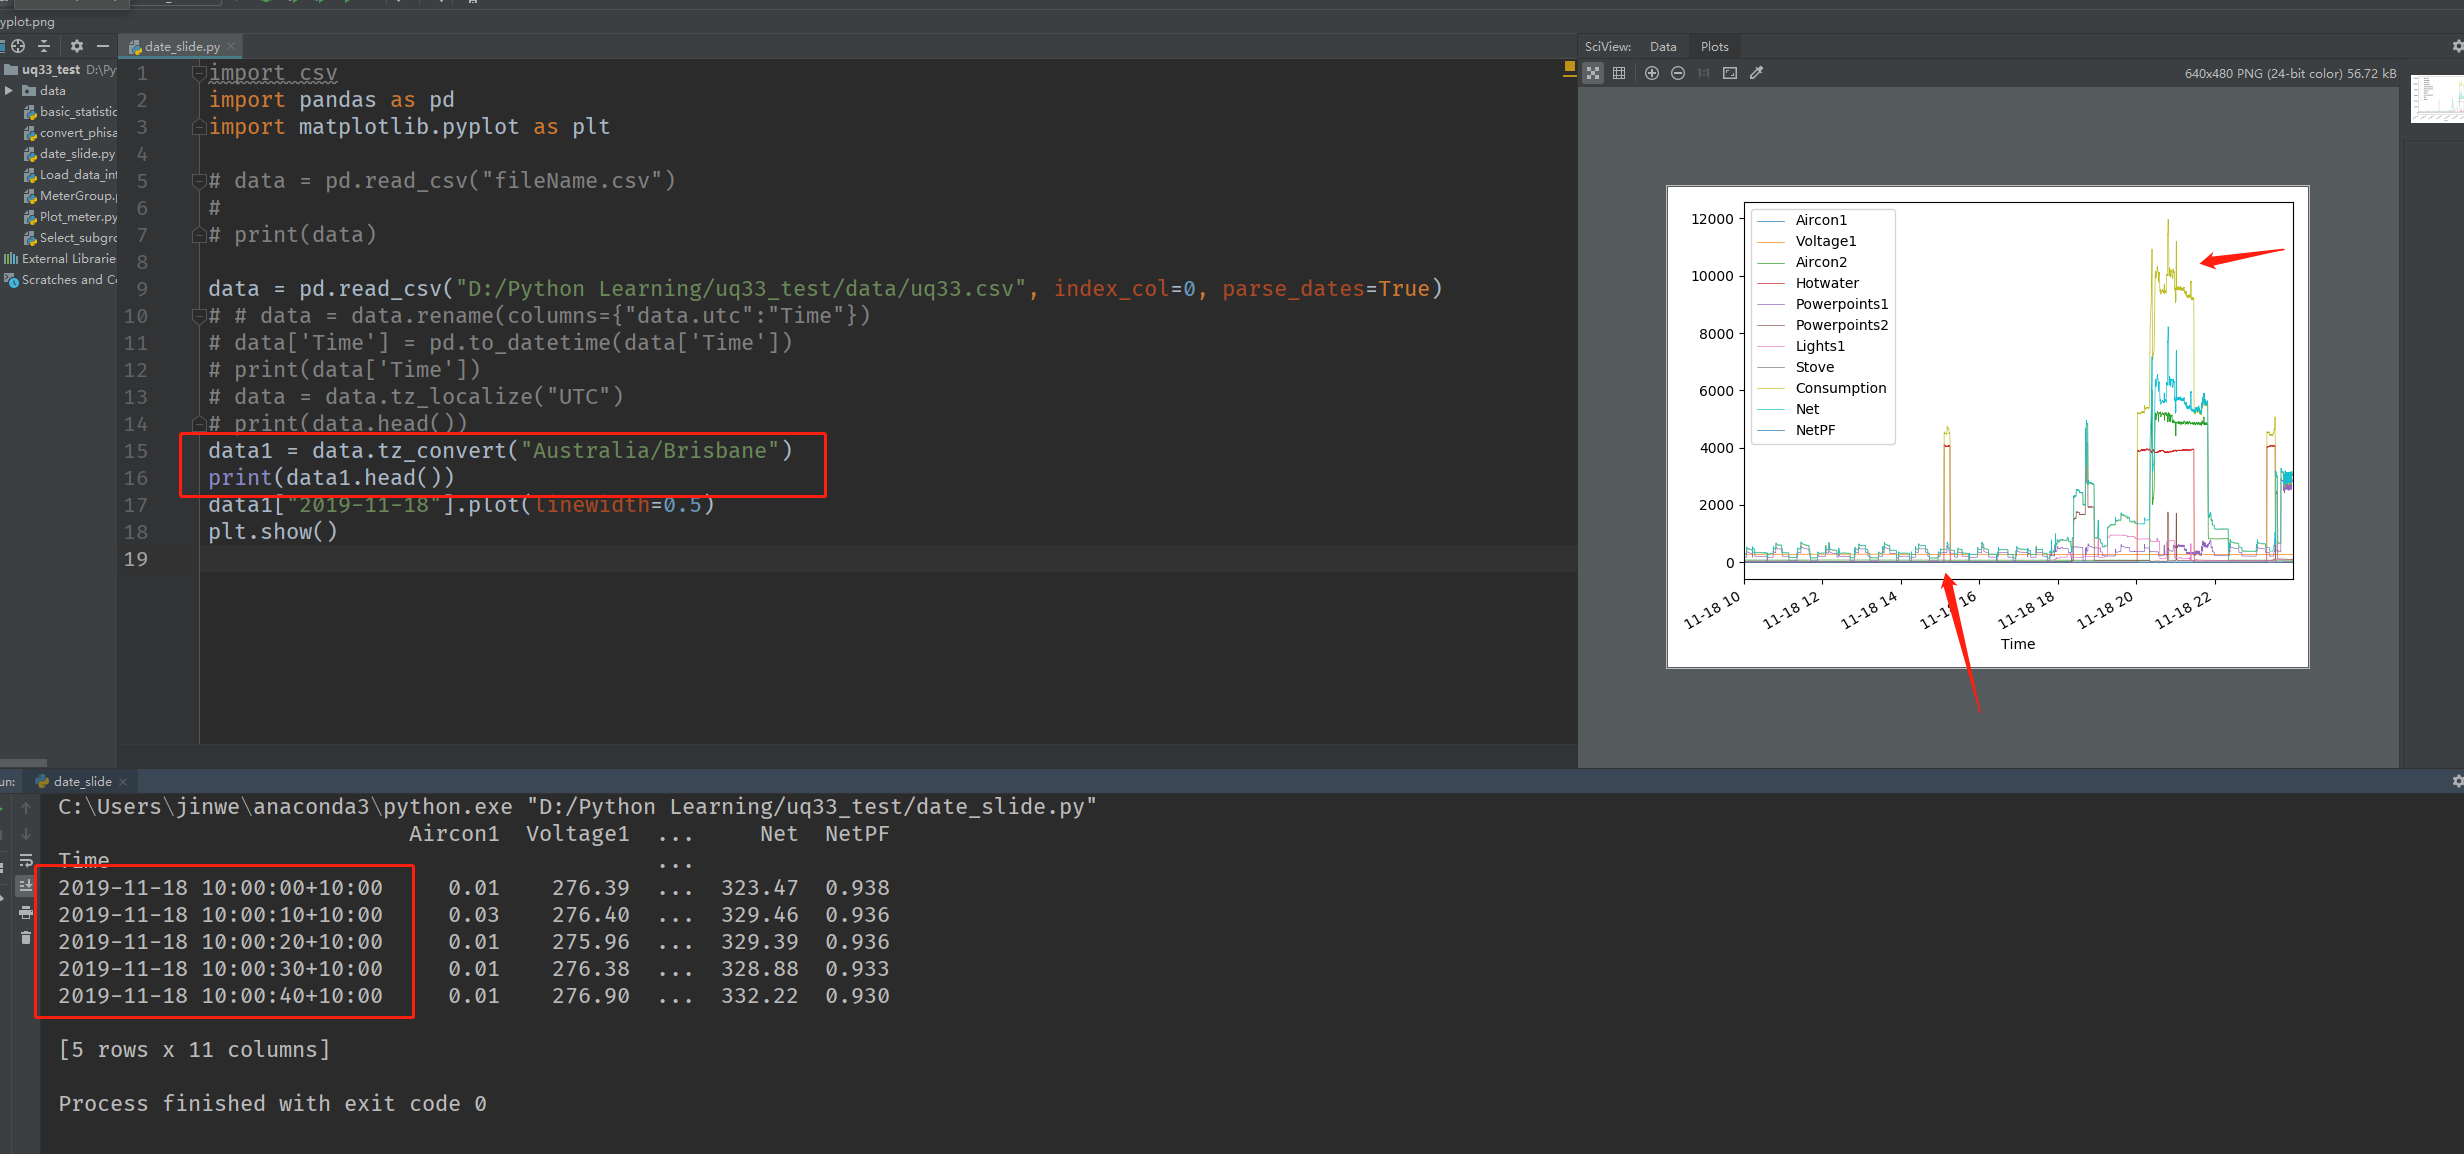 yplot.png
date_slide.py
SciView:
Data
Plots
640x480 PNG (24-bit color) 56.72 kB
uq33_test D:\Py
data
basic_statistic
convert_phisa
date_slide.py
Load_data_int
MeterGroup.
Plot_meter.py
Select_subgro
External Librarie
Scratches and Co
1 import csv
2 import pandas as pd
3 import matplotlib.pyplot as plt
4
5 # data = pd.read_csv("fileName.csv")
6 #
7 # print(data)
8
9 data = pd.read_csv("D:/Python Learning/uq33_test/data/uq33.csv", index_col=0, parse_dates=True)
10 # # data = data.rename(columns={"data.utc":"Time"})
11 # data['Time'] = pd.to_datetime(data['Time'])
12 # print(data['Time'])
13 # data = data.tz_localize("UTC")
14 # print(data.head())
15 data1 = data.tz_convert("Australia/Brisbane")
16 print(data1.head())
17 data1["2019-11-18"].plot(linewidth=0.5)
18 plt.show()
19
12000
10000
8000
6000
4000
2000
0
Aircon1
Voltage1
Aircon2
Hotwater
Powerpoints1
Powerpoints2
Lights1
Stove
Consumption
Net
NetPF
11-18 10
11-18 12
11-18 14
11-18 16
11-18 18
11-18 20
11-18 22
Time
un:
date_slide
C:\Users\jinwe\anaconda3\python.exe "D:/Python Learning/uq33_test/date_slide.py"
Aircon1 Voltage1 ... Net NetPF
Time ...
2019-11-18 10:00:00+10:00 0.01 276.39 ... 323.47 0.938
2019-11-18 10:00:10+10:00 0.03 276.40 ... 329.46 0.936
2019-11-18 10:00:20+10:00 0.01 275.96 ... 329.39 0.936
2019-11-18 10:00:30+10:00 0.01 276.38 ... 328.88 0.933
2019-11-18 10:00:40+10:00 0.01 276.90 ... 332.22 0.930
[5 rows x 11 columns]
Process finished with exit code 0